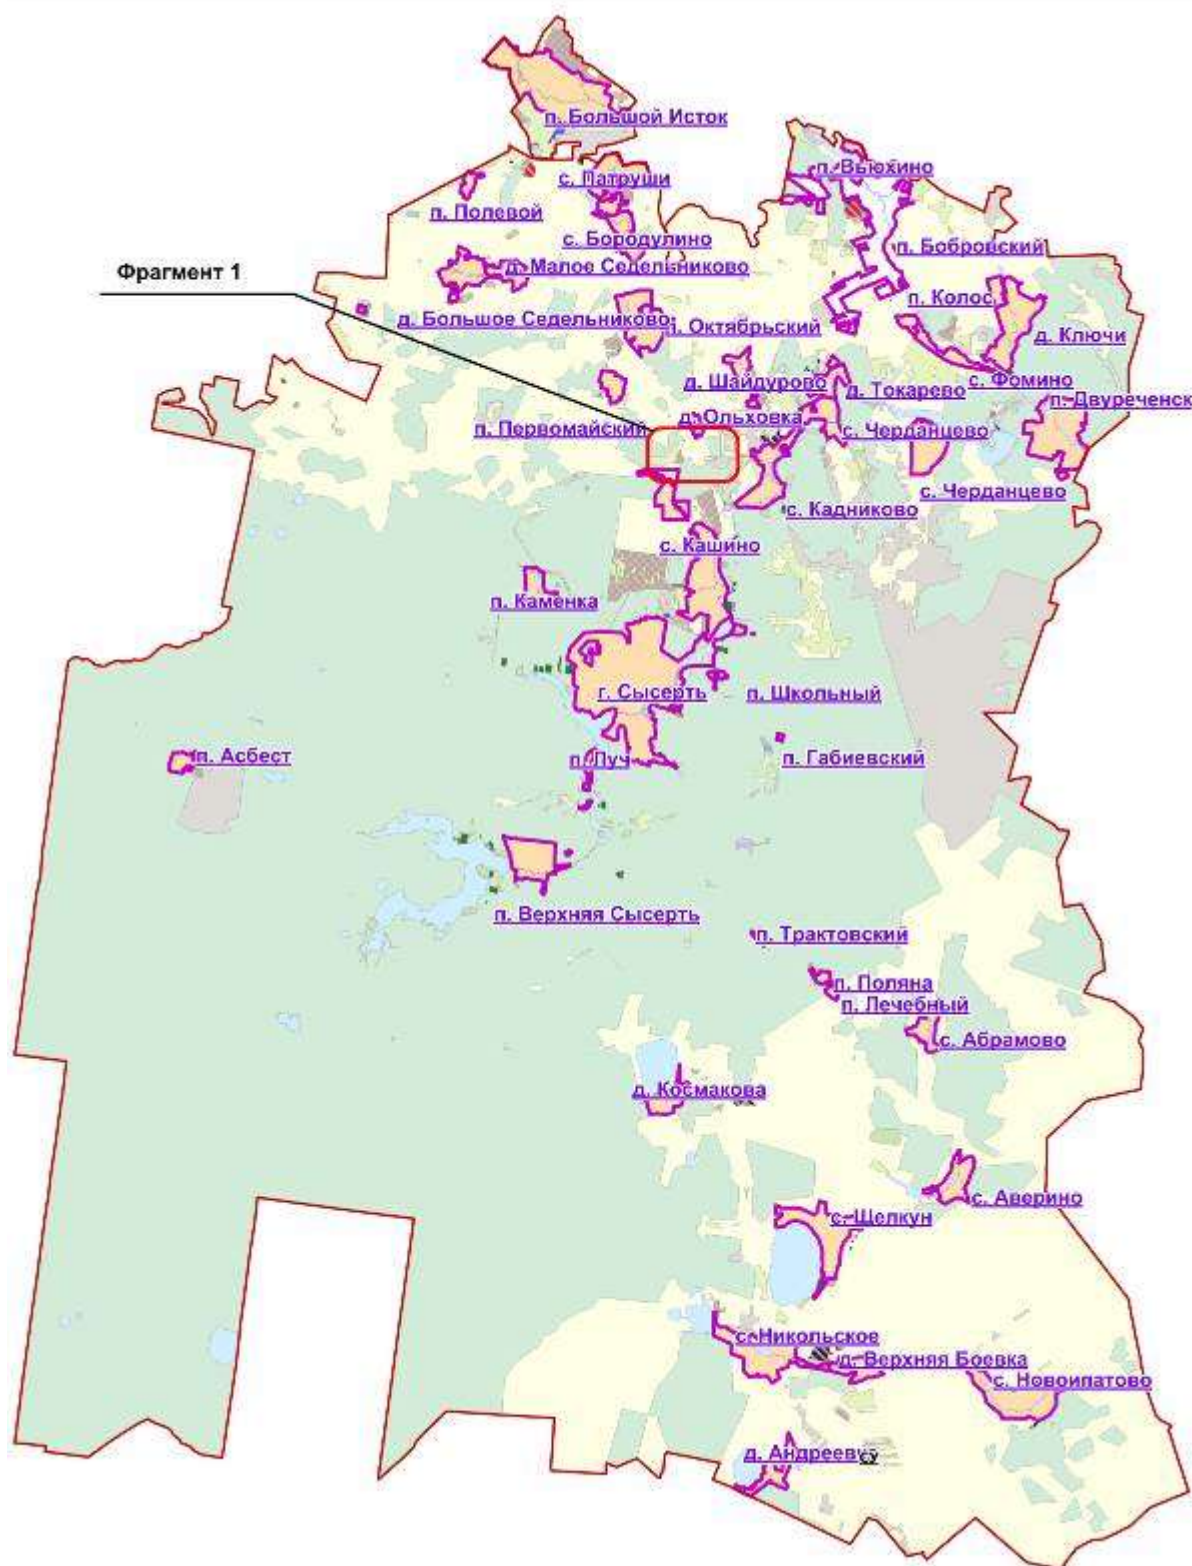 п. Большой Исток
п. Вьюхино
с. Патруши
п. Полевой
с. Бородулино
п. Бобровский
д. Малое Седельниково
Фрагмент 1
п. Колос
д. Большое Седельниково
п. Октябрьский
д. Ключи
д. Шайдурово
д. Токарево
с. Фомино
п. Двуреченск
д. Ольховка
п. Первомайский
с. Черданцево
с. Черданцево
с. Кадниково
с. Кашино
п. Каменка
г. Сысерть
п. Школьный
п. Асбест
п. Луч
п. Габиевский
п. Верхняя Сысерть
п. Трактовский
п. Поляна
п. Лечебный
с. Абрамово
д. Космакова
с. Аверино
с. Щелкун
с. Никольское
д. Верхняя Боевка
с. Новоипатово
д. Андреевка